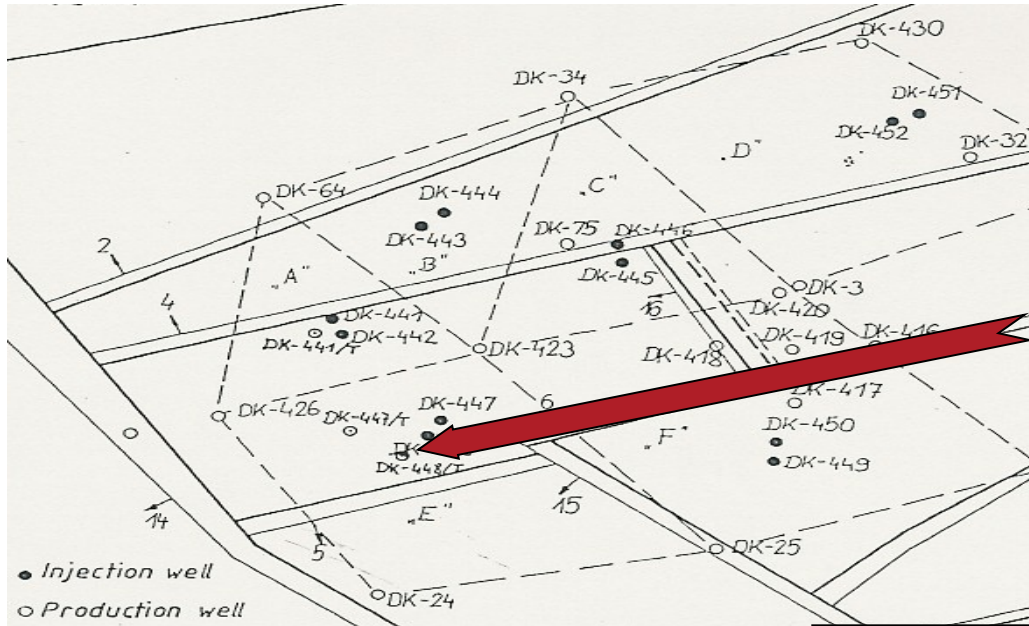 DK-430
DK-34
DK-451
DK-452
DK-32
„D"
„C"
DK-64
DK-444
DK-443
DK-75
DK-446
2
„B"
DK-445
„A"
DK-3
4
16
DK-420
DK-442
DK-441/T
DK-423
DK-418
DK-419
DK-416
DK-426
DK-447/T
DK-447
6
DK-417
„F"
DK-450
DK-448/T
DK-449
14
„E"
15
5
DK-25
Injection well
DK-24
Production well